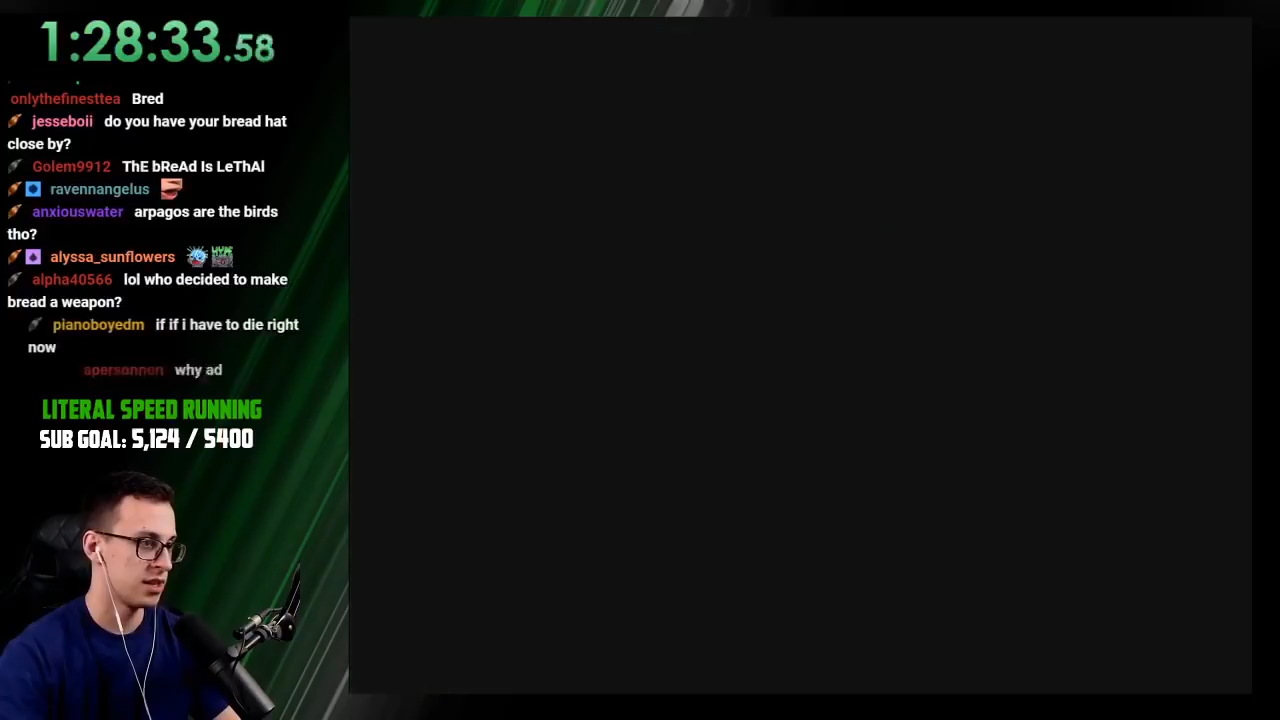 1:28:33.58
onlythefinesttea Bred
jesseboii do you have your bread hat
close by?
Golem9912 ThE bReAd Is LeThAl
ravennangelus
anxiouswater arpagos are the birds
tho?
alyssa_sunflowers
alpha40566 lol who decided to make
bread a weapon?
pianoboyedm if if i have to die right
now
apersonnon why ad
LITERAL SPEED RUNNING
SUB GOAL: 5,124 / 5400